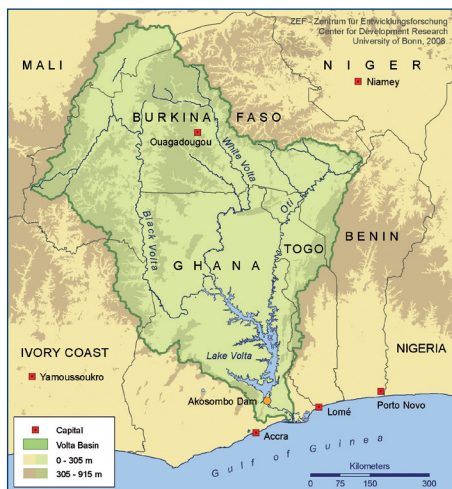 ZEF - Zentrum für Entwicklungsforschung
Center for Development Research
University of Bonn, 2008
MALI
NIGER
Niamey
BURKINA FASO
Ouagadougou
White Volta
Black Volta
Oti
TOGO
BENIN
GHANA
IVORY COAST
Lake Volta
NIGERIA
Yamoussoukro
Akosombo Dam
Lomé
Porto Novo
Accra
Gulf of Guinea
Capital
Volta Basin
0 - 305 m
305 - 915 m
Kilometers
0 75 150 300